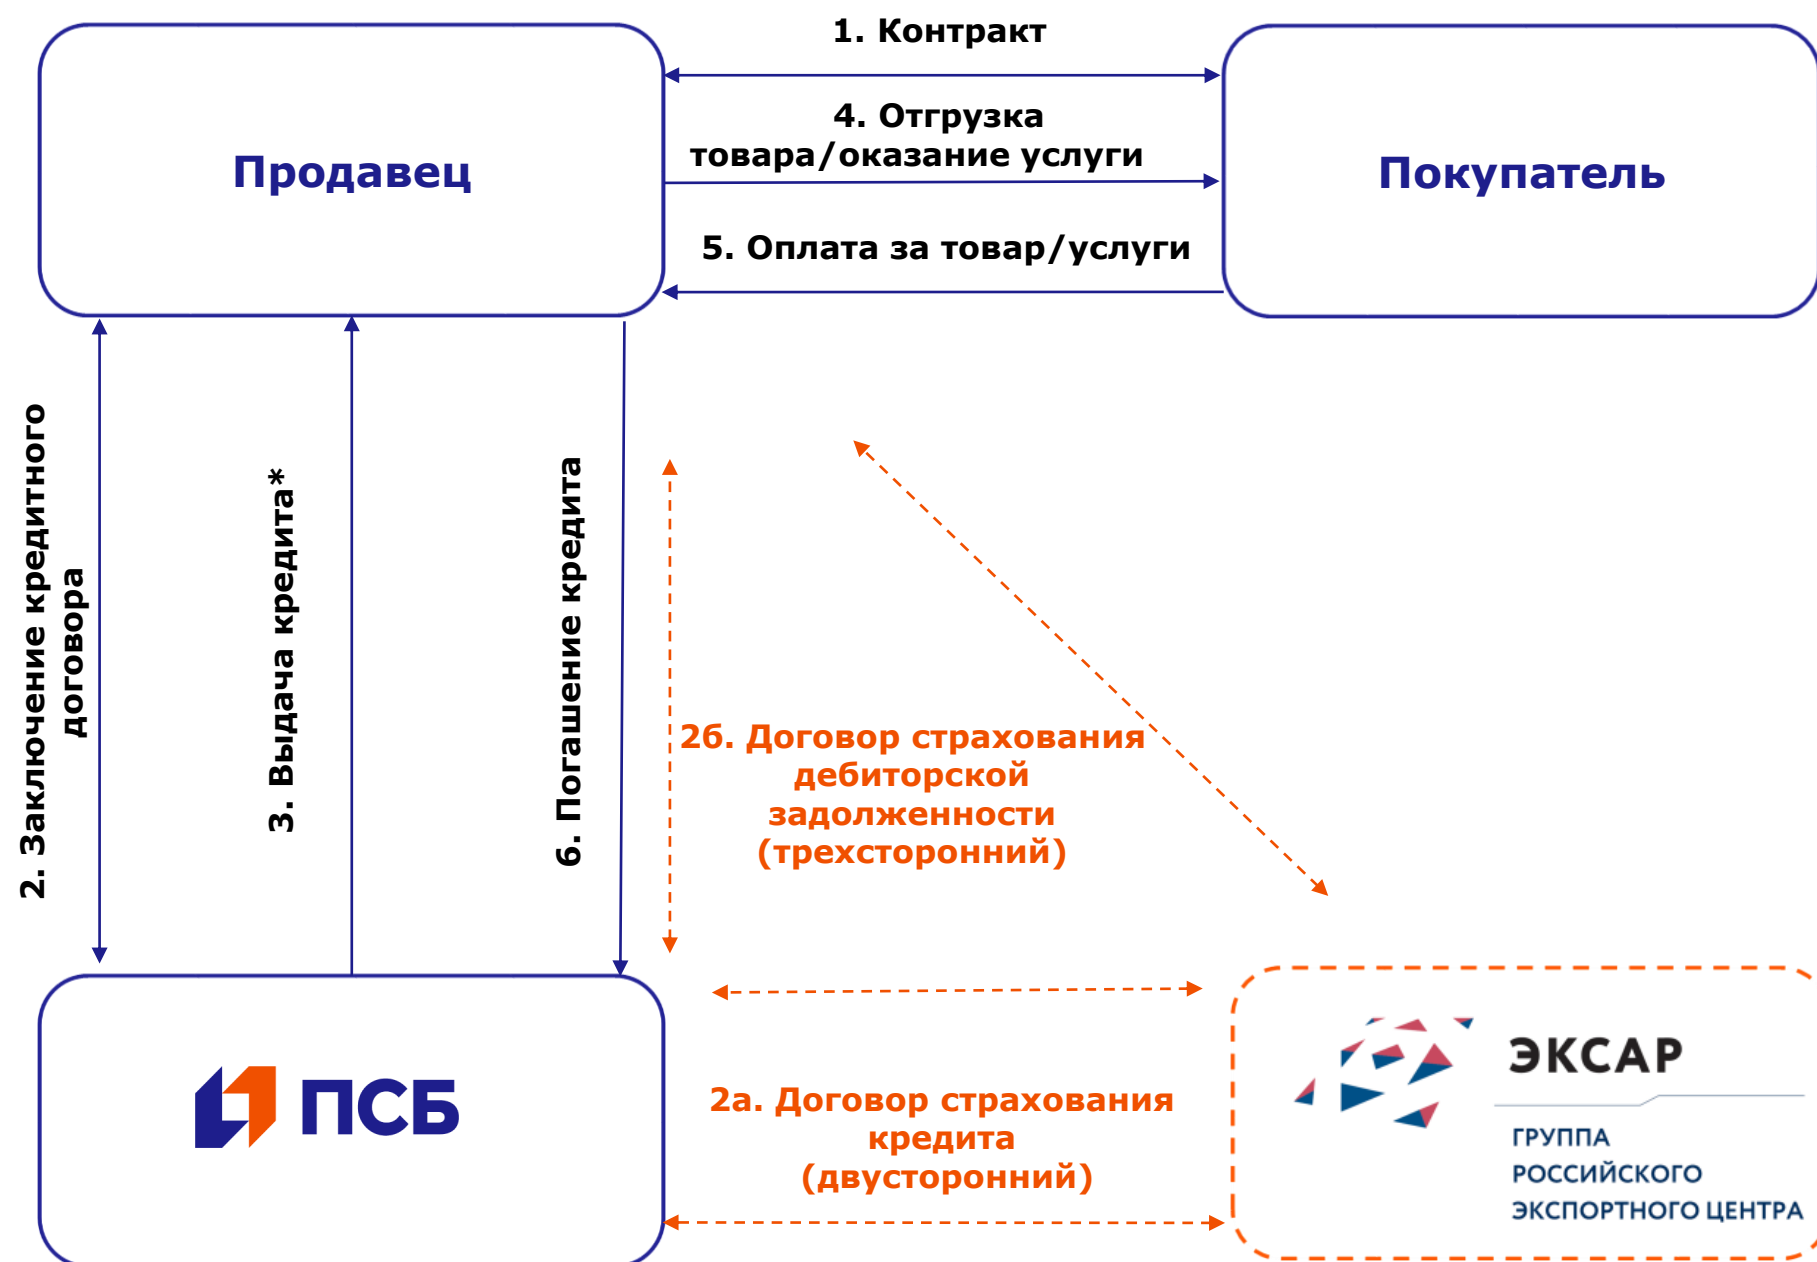 1. Контракт
4. Отгрузка
товара/оказание услуги
5. Оплата за товар/услуги
Продавец
Покупатель
2. Заключение кредитного
договора
3. Выдача кредита*
6. Погашение кредита
2б. Договор страхования
дебиторской
задолженности
(трехсторонний)
2а. Договор страхования
кредита
(двусторонний)
ПСБ
ЭКСАР
ГРУППА
РОССИЙСКОГО
ЭКСПОРТНОГО ЦЕНТРА